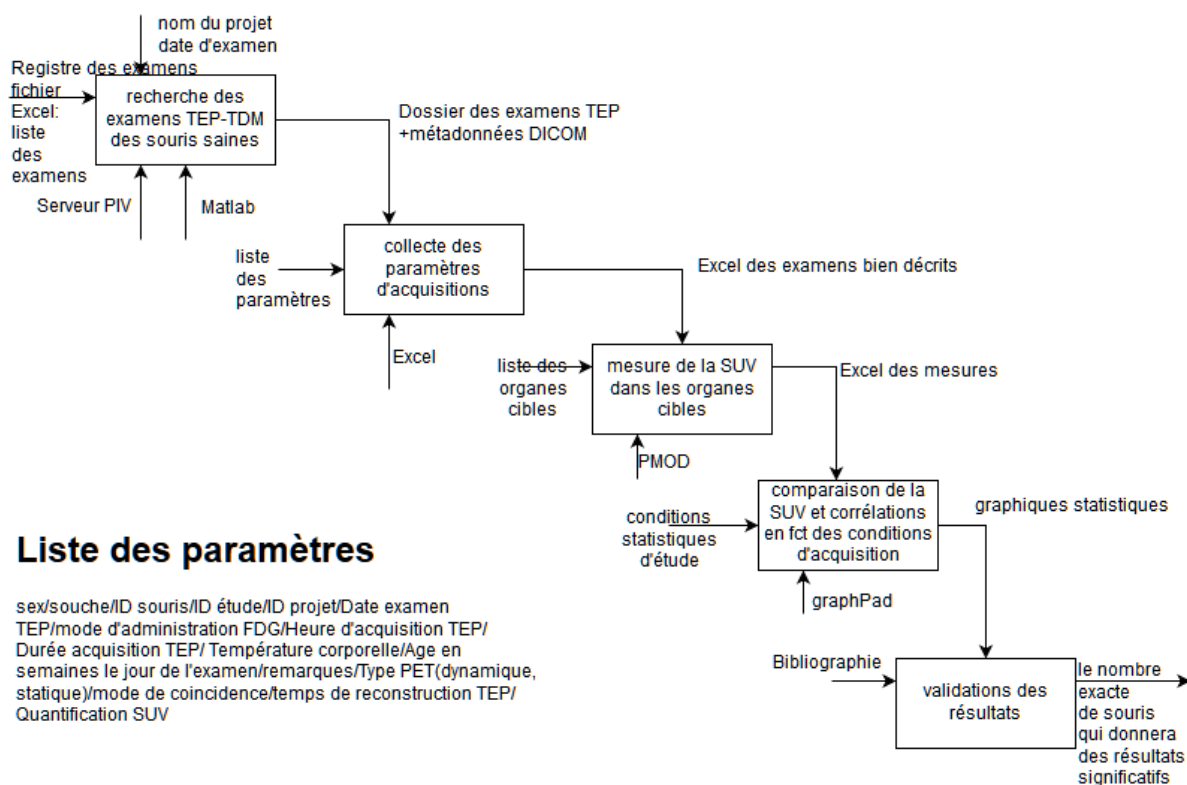 nom du projet
date d'examen
Registre des examens
fichier
Excel:
liste
des
examens
recherche des
examens TEP-TDM
des souris saines
Serveur PIV
Matlab
Dossier des examens TEP
+métadonnées DICOM
liste
des
paramètres
collecte des
paramètres
d'acquisitions
Excel
Excel des examens bien décrits
liste des
organes
cibles
mesure de la SUV
dans les organes
cibles
PMOD
Excel des mesures
conditions
statistiques
d'étude
comparaison de la
SUV et corrélations
en fct des conditions
d'acquisition
graphPad
graphiques statistiques
Bibliographie
validations des
résultats
le nombre
exacte
de souris
qui donnera
des résultats
significatifs
Liste des paramètres
sex/souche/ID souris/ID étude/ID projet/Date examen
TEP/mode d'administration FDG/Heure d'acquisition TEP/
Durée acquisition TEP/ Température corporelle/Age en
semaines le jour de l'examen/remarques/Type PET(dynamique,
statique)/mode de coincidence/temps de reconstruction TEP/
Quantification SUV